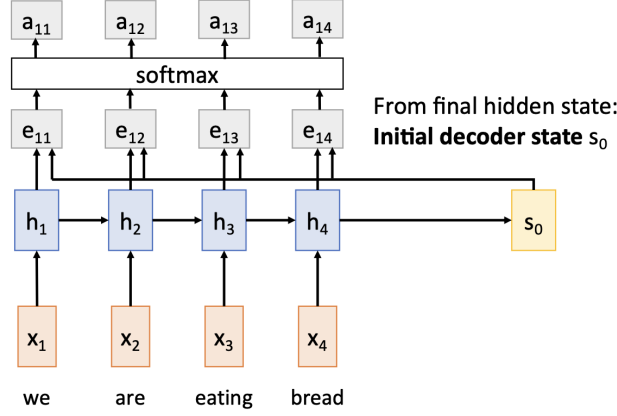 a₁₁ a₁₂ a₁₃ a₁₄
softmax
e₁₁ e₁₂ e₁₃ e₁₄
From final hidden state:
Initial decoder state s₀
h₁ h₂ h₃ h₄ s₀
x₁ x₂ x₃ x₄
we are eating bread